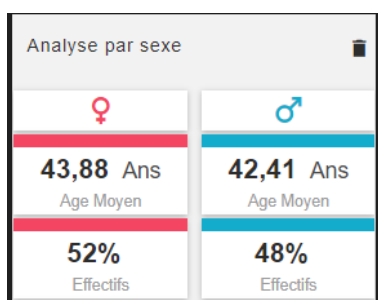 Analyse par sexe
43,88 Ans
Age Moyen
52%
Effectifs
42,41 Ans
Age Moyen
48%
Effectifs